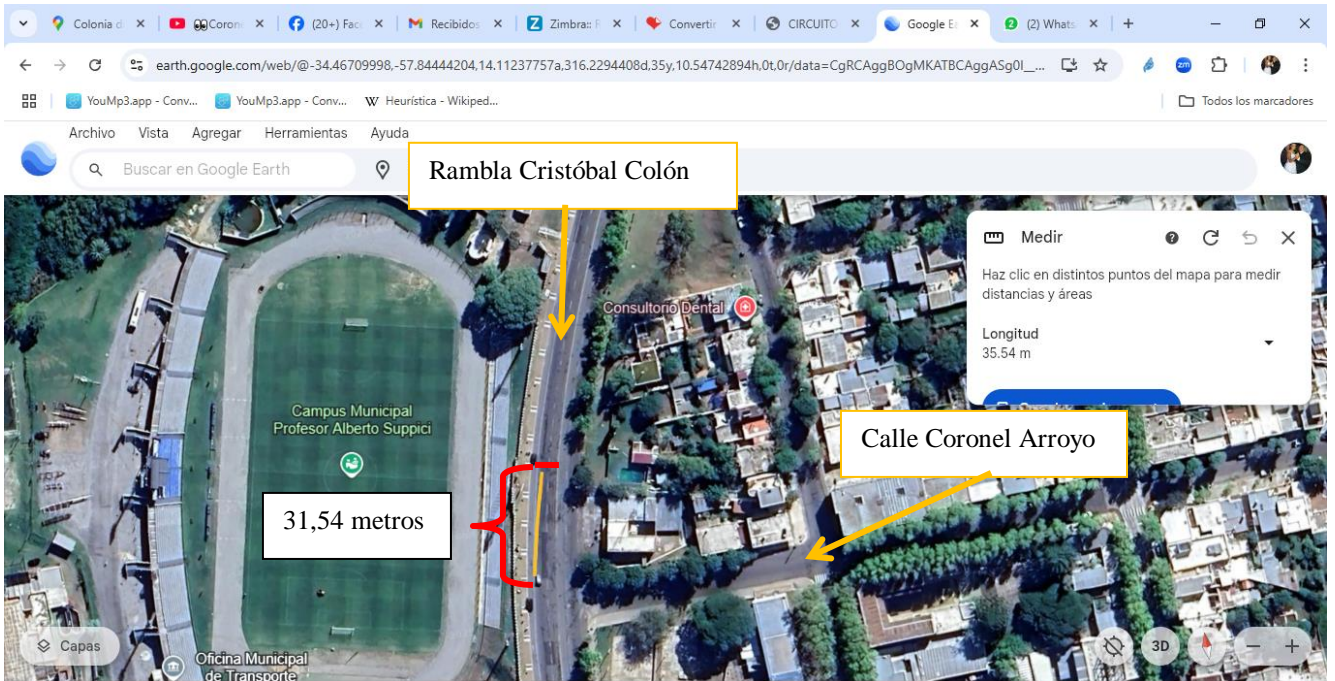 Colonia d
Coron
(20+) Fac
Recibidos
Zimbra:: F
Convertir
CIRCUITO
Google E
(2) Whats
earth.google.com/web/@-34.46709998,-57.84444204,14.11237757a,316.2294408d,35y,10.54742894h,0t,0r/data=CgRCAggBOgMKATBCAggASg0I__...
zm
YouMp3.app - Conv...
YouMp3.app - Conv...
W Heurística - Wikiped...
Todos los marcadores
Archivo Vista Agregar Herramientas Ayuda
Buscar en Google Earth
Rambla Cristóbal Colón
Medir
Haz clic en distintos puntos del mapa para medir
distancias y áreas
Longitud
35.54 m
Consultorio Dental
Campus Municipal
Profesor Alberto Suppici
Calle Coronel Arroyo
31,54 metros
Capas
Oficina Municipal
de Transporte
3D